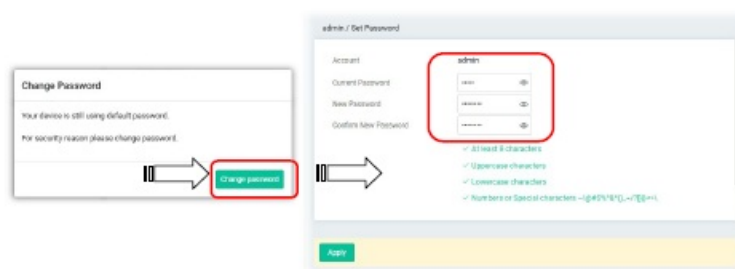 Change Password
Your device is still using default password.
For security reason please change password.
Change password
admin / Set Password
Account admin
Current Password
New Password
Confirm New Password
✓ At least 8 characters
✓ Uppercase characters
✓ Lowercase characters
✓ Numbers or Special characters
Apply